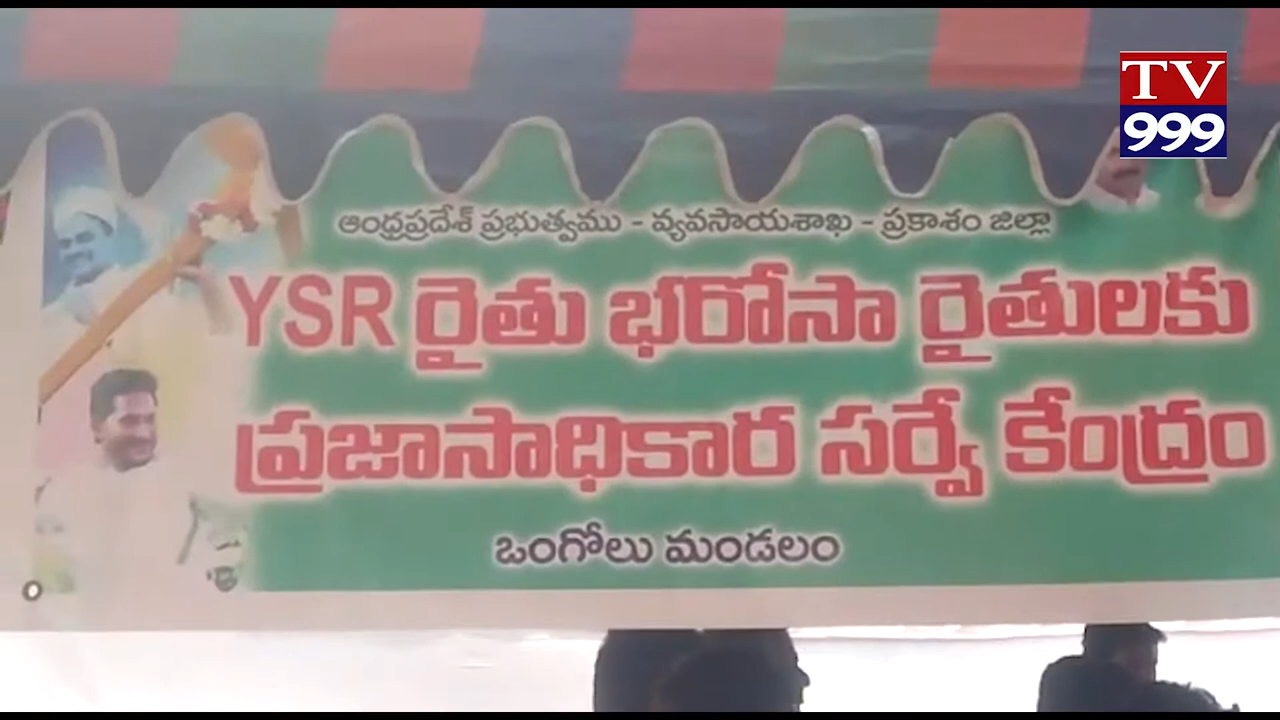 TV
999
ఆంధ్రప్రదేశ్ ప్రభుత్వము - వ్యవసాయశాఖ - ప్రకాశం జిల్లా
YSR రైతు భరోసా రైతులకు
ప్రజాసాధికార సర్వే కేంద్రం
ఒంగోలు మండలం